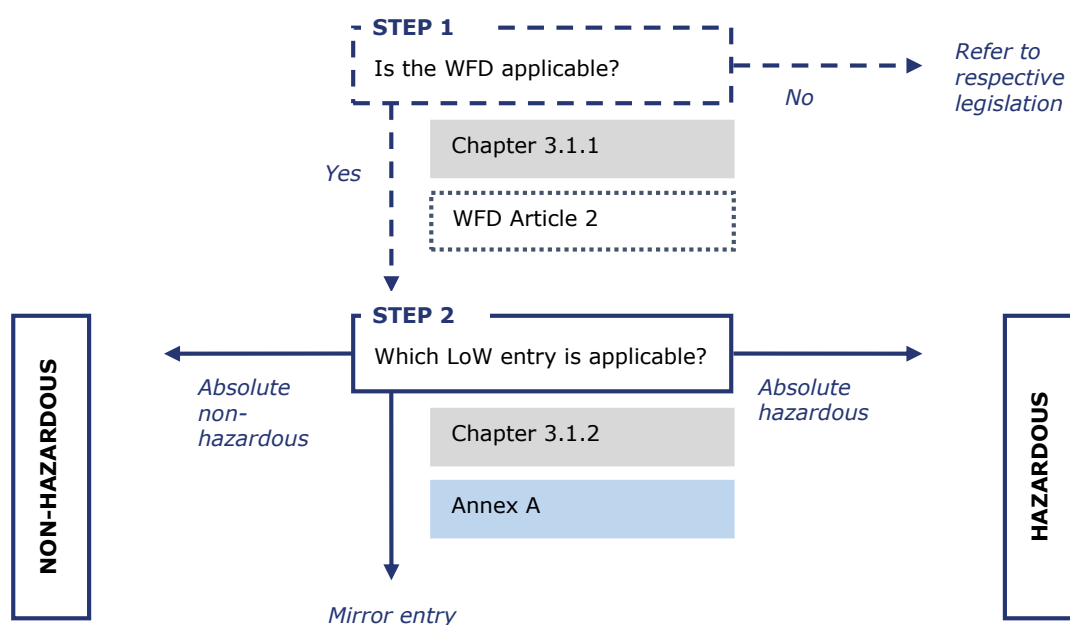 STEP 1
Is the WFD applicable?
Refer to
respective
legislation
No
Chapter 3.1.1
Yes
WFD Article 2
STEP 2
Which LoW entry is applicable?
NON-HAZARDOUS
Absolute
non-
hazardous
Absolute
hazardous
HAZARDOUS
Chapter 3.1.2
Annex A
Mirror entry